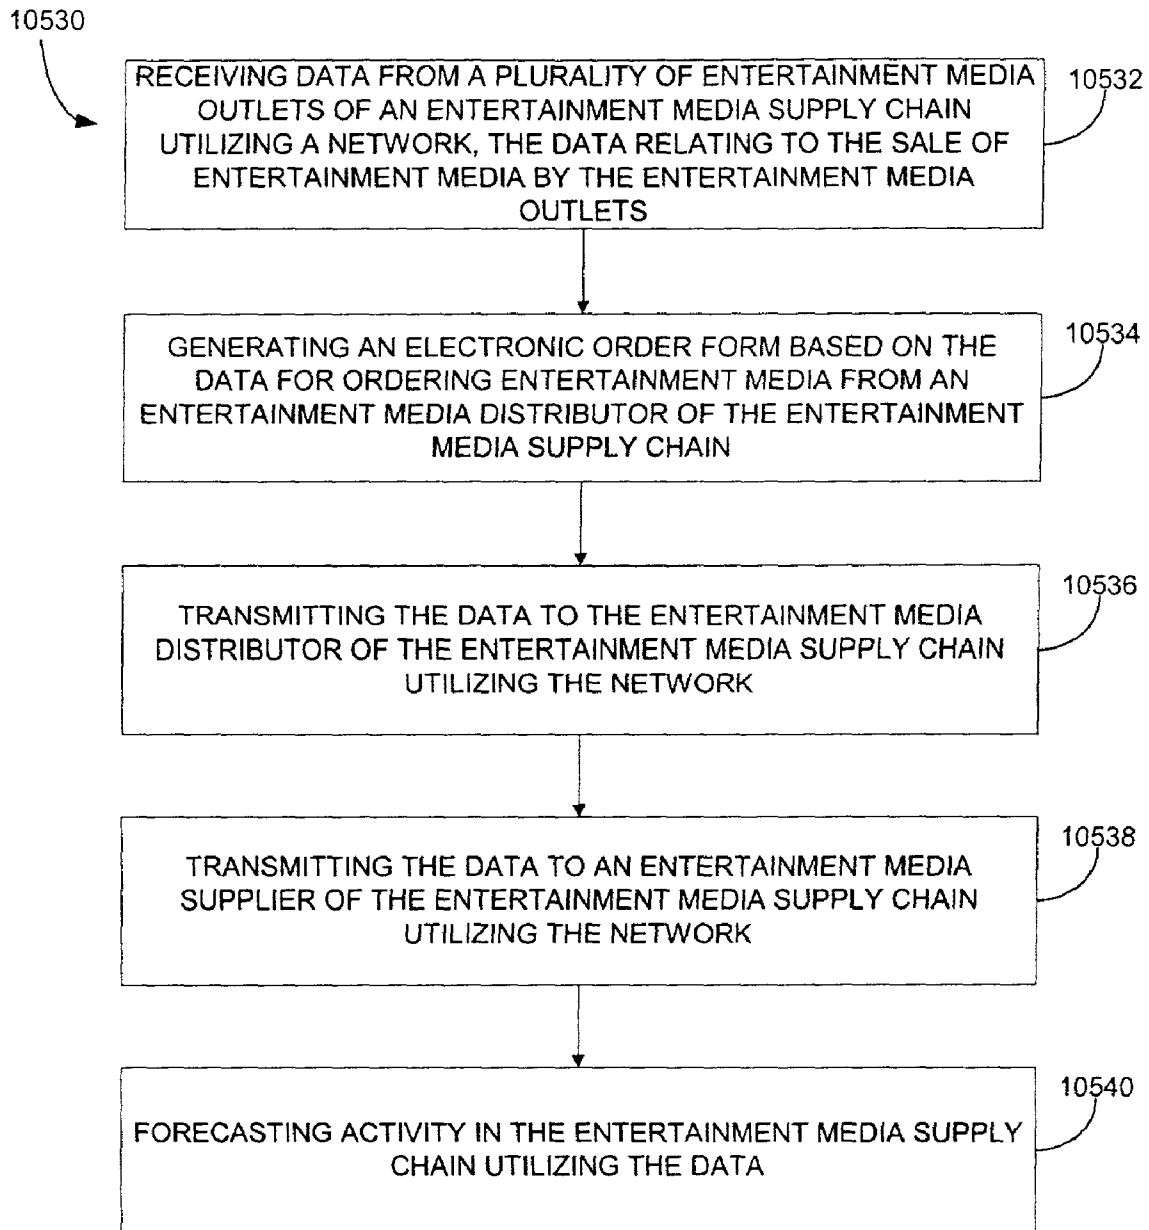 10530
RECEIVING DATA FROM A PLURALITY OF ENTERTAINMENT MEDIA
OUTLETS OF AN ENTERTAINMENT MEDIA SUPPLY CHAIN
UTILIZING A NETWORK, THE DATA RELATING TO THE SALE OF
ENTERTAINMENT MEDIA BY THE ENTERTAINMENT MEDIA
OUTLETS
10532
GENERATING AN ELECTRONIC ORDER FORM BASED ON THE
DATA FOR ORDERING ENTERTAINMENT MEDIA FROM AN
ENTERTAINMENT MEDIA DISTRIBUTOR OF THE ENTERTAINMENT
MEDIA SUPPLY CHAIN
10534
TRANSMITTING THE DATA TO THE ENTERTAINMENT MEDIA
DISTRIBUTOR OF THE ENTERTAINMENT MEDIA SUPPLY CHAIN
UTILIZING THE NETWORK
10536
TRANSMITTING THE DATA TO AN ENTERTAINMENT MEDIA
SUPPLIER OF THE ENTERTAINMENT MEDIA SUPPLY CHAIN
UTILIZING THE NETWORK
10538
FORECASTING ACTIVITY IN THE ENTERTAINMENT MEDIA SUPPLY
CHAIN UTILIZING THE DATA
10540